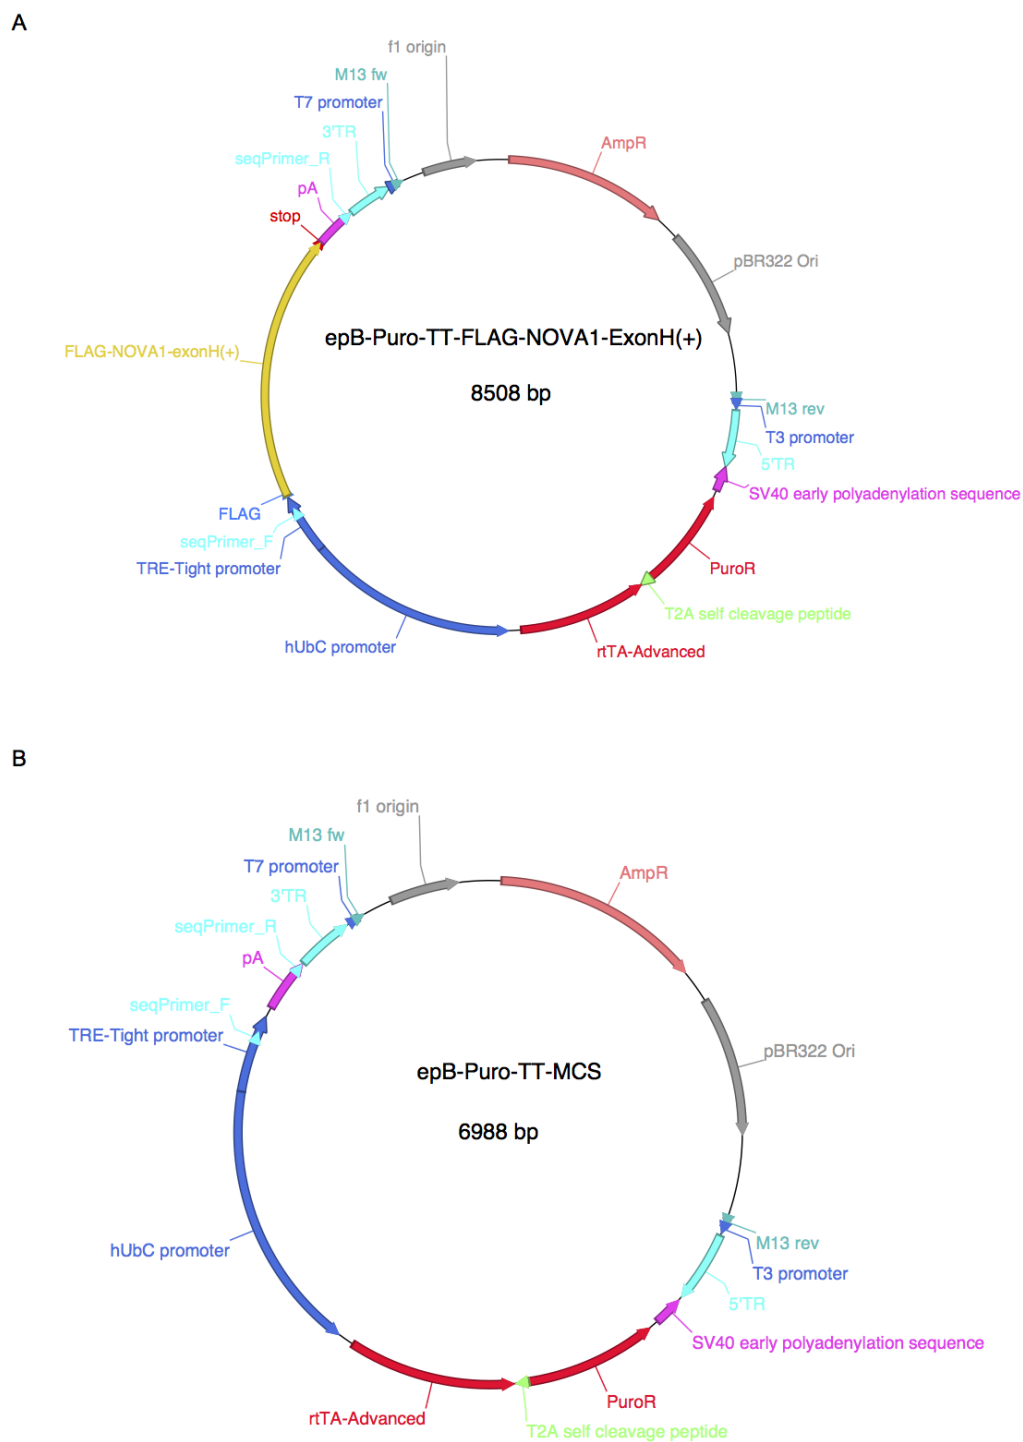 A
f1 origin
M13 fw
T7 promoter
3'TR
seqPrimer_R
pA
stop
AmpR
pBR322 Ori
epB-Puro-TT-FLAG-NOVA1-ExonH(+)
8508 bp
FLAG-NOVA1-exonH(+)
M13 rev
T3 promoter
5'TR
SV40 early polyadenylation sequence
FLAG
seqPrimer_F
TRE-Tight promoter
PuroR
T2A self cleavage peptide
hUbC promoter
rtTA-Advanced
B
f1 origin
M13 fw
T7 promoter
3'TR
seqPrimer_R
pA
seqPrimer_F
TRE-Tight promoter
AmpR
pBR322 Ori
epB-Puro-TT-MCS
6988 bp
hUbC promoter
M13 rev
T3 promoter
5'TR
SV40 early polyadenylation sequence
PuroR
rtTA-Advanced
T2A self cleavage peptide